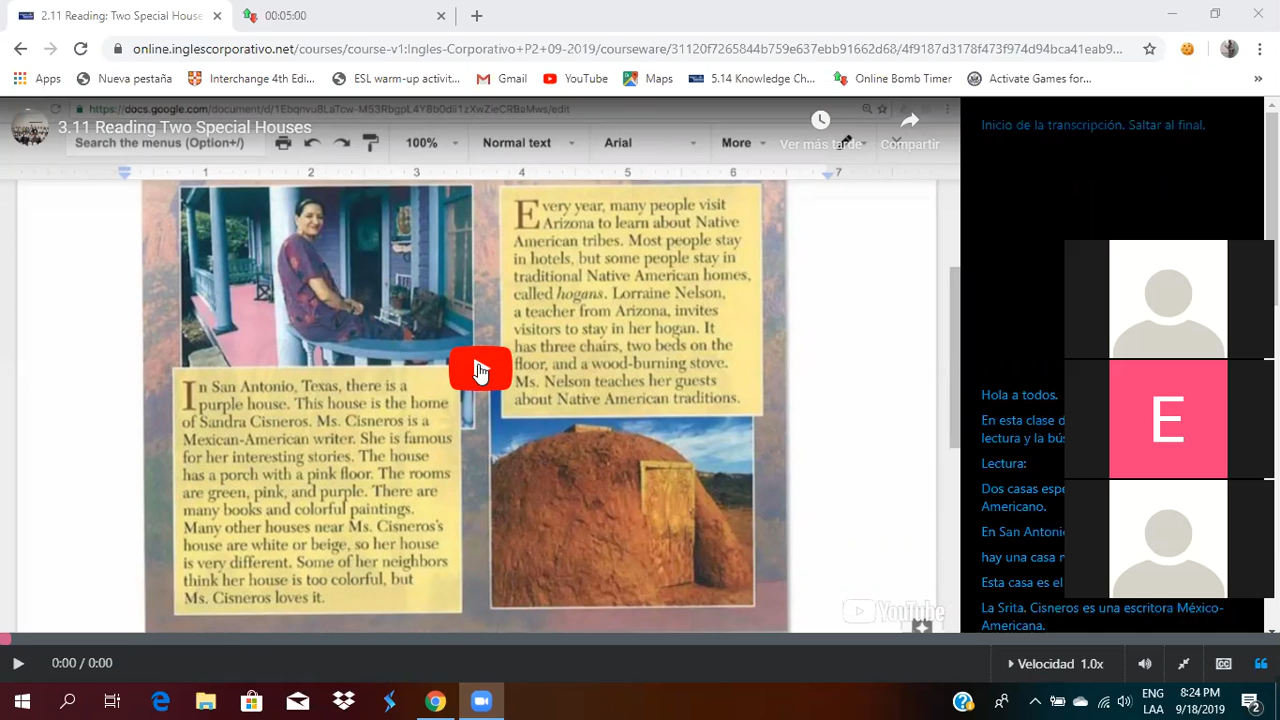 2.11 Reading: Two Special House
00:05:00
online.inglescorporativo.net/courses/course-v1:Ingles-Corporativo+P2+09-2019/courseware/31120f7265844b759e637ebb91662d68/4f9187d3178f473f974d94bca41eab9...
Apps
Nueva pestaña
Interchange 4th Edi...
ESL warm-up activit...
Gmail
YouTube
Maps
5.14 Knowledge Ch...
Online Bomb Timer
Activate Games for...
3.11 Reading Two Special Houses
Ver más tarde
Compartir
Search the menus (Option+/)
100%
Normal text
Arial
More
1 2 3 4 5 6 7
In San Antonio, Texas, there is a
purple house. This house is the home
of Sandra Cisneros. Ms. Cisneros is a
Mexican-American writer. She is famous
for her interesting stories. The house
has a porch with a pink floor. The rooms
are green, pink, and purple. There are
many books and colorful paintings.
Many other houses near Ms. Cisneros's
house are white or beige, so her house
is very different. Some of her neighbors
think her house is too colorful, but
Ms. Cisneros loves it.
Every year, many people visit
Arizona to learn about Native
American tribes. Most people stay
in hotels, but some people stay in
traditional Native American homes,
called hogans. Lorraine Nelson,
a teacher from Arizona, invites
visitors to stay in her hogan. It
has three chairs, two beds on the
floor, and a wood-burning stove.
Ms. Nelson teaches her guests
about Native American traditions.
YouTube
Inicio de la transcripción. Saltar al final.
Hola a todos.
En esta clase d
lectura y la bús
Lectura:
Dos casas espe
Americano.
En San Antoni
hay una casa
Esta casa es el
La Srita, Cisneros es una escritora México-
Americana.
E
0:00 / 0:00
Velocidad 1.0x
ENG
LAA
8:24 PM
9/18/2019
2